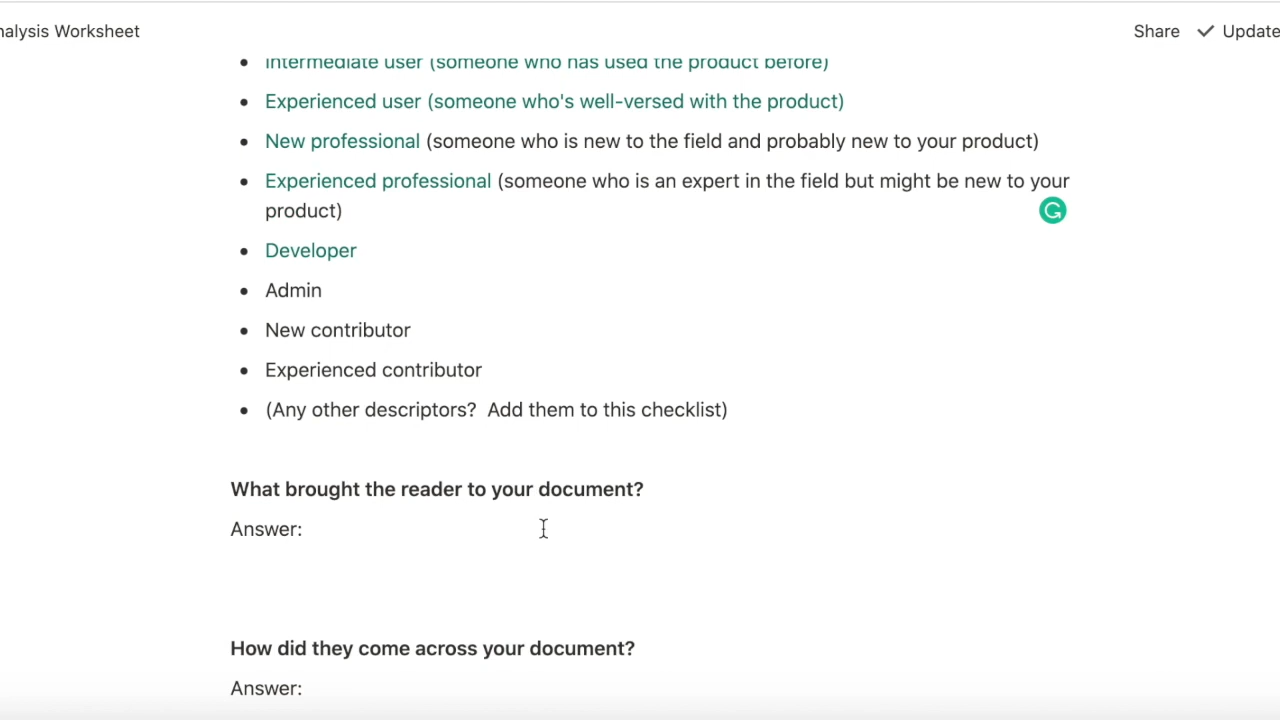 nalysis Worksheet
Share ✓ Update
• Intermediate user (someone who has used the product before)
• Experienced user (someone who's well-versed with the product)
• New professional (someone who is new to the field and probably new to your product)
• Experienced professional (someone who is an expert in the field but might be new to your
product)
• Developer
• Admin
• New contributor
• Experienced contributor
• (Any other descriptors?  Add them to this checklist)
What brought the reader to your document?
Answer:
How did they come across your document?
Answer: